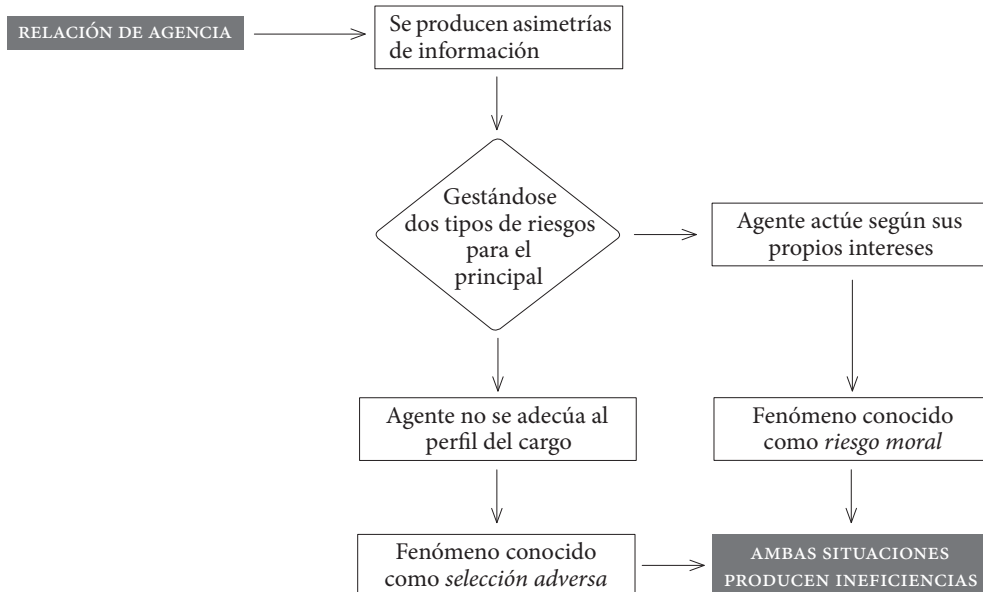 RELACIÓN DE AGENCIA
Se producen asimetrías
de información
Gestándose
dos tipos de riesgos
para el
principal
Agente actúe según sus
propios intereses
Agente no se adecúa al
perfil del cargo
Fenómeno conocido
como riesgo moral
Fenómeno conocido
como selección adversa
AMBAS SITUACIONES
PRODUCEN INEFICIENCIAS